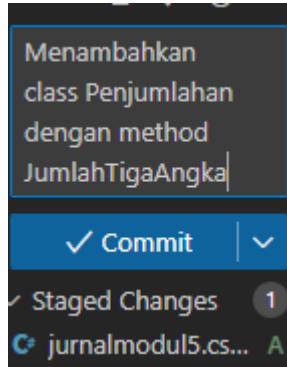 Menambahkan
class Penjumlahan
dengan method
JumlahTigaAngka
Commit
Staged Changes 1
C# jurnalmodul5.cs... A